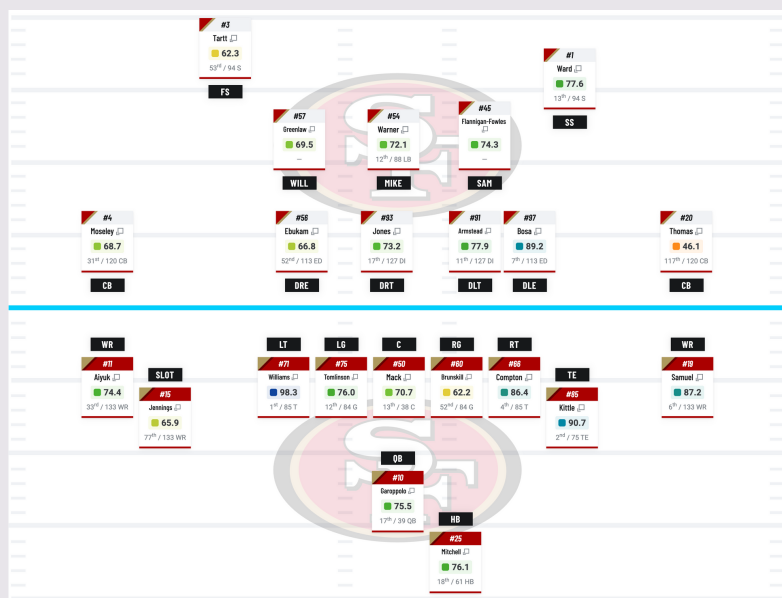 #3
Tartt
62.3
53rd / 94 S
FS
#1
Ward
77.6
13th / 94 S
SS
#57
Greenlaw
69.5
–
WILL
#54
Warner
72.1
12th / 88 LB
MIKE
#45
Flannigan-Fowles
74.3
–
SAM
#4
Moseley
68.7
31st / 120 CB
CB
#56
Ebukam
66.8
52nd / 113 ED
DRE
#93
Jones
73.2
17th / 127 DI
DRT
#91
Armstead
77.9
11th / 127 DI
DLT
#97
Bosa
89.2
7th / 113 ED
DLE
#20
Thomas
46.1
117th / 120 CB
CB
WR
#11
Aiyuk
74.4
33rd / 133 WR
SLOT
#15
Jennings
65.9
77th / 133 WR
LT
#71
Williams
98.3
1st / 85 T
LG
#75
Tomlinson
76.0
12th / 84 G
C
#50
Mack
70.7
13th / 38 C
RG
#60
Brunskill
62.2
52nd / 84 G
RT
#66
Compton
86.4
4th / 85 T
TE
#85
Kittle
90.7
2nd / 75 TE
WR
#19
Samuel
87.2
6th / 133 WR
QB
#10
Garoppolo
75.5
17th / 39 QB
HB
#25
Mitchell
76.1
18th / 61 HB
SF
SF